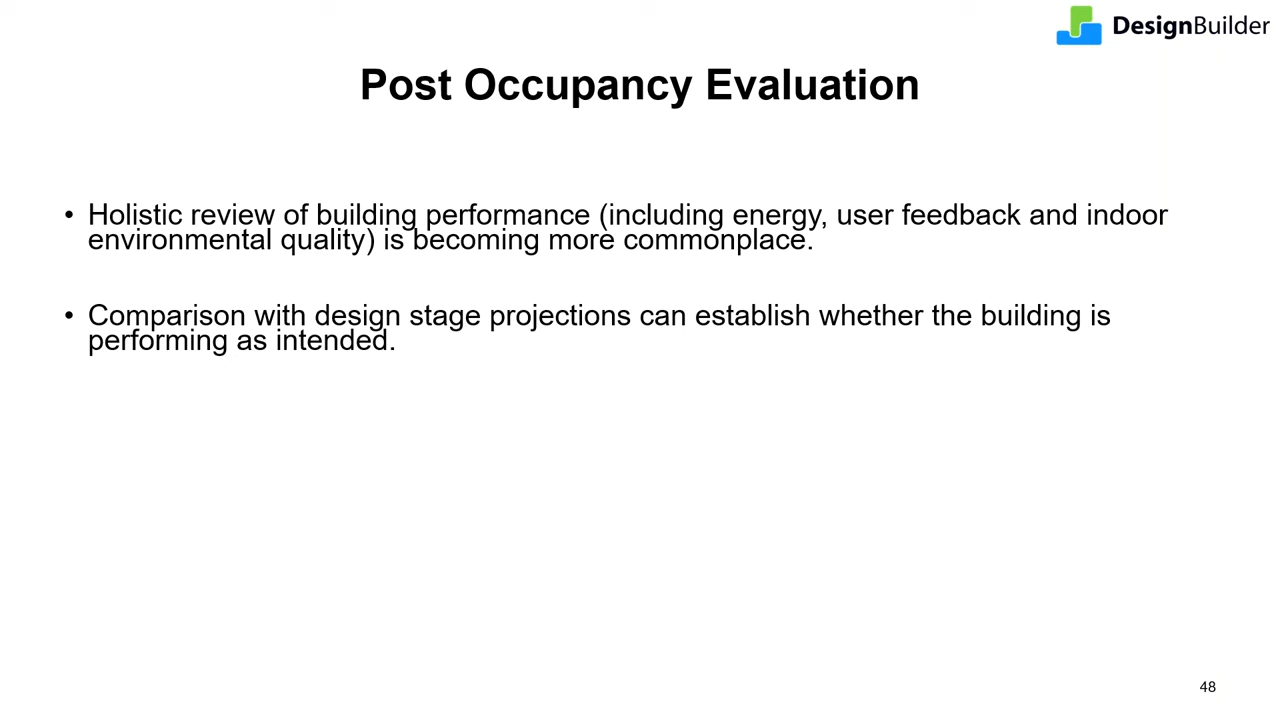 DesignBuilder
Post Occupancy Evaluation
• Holistic review of building performance (including energy, user feedback and indoor
environmental quality) is becoming more commonplace.
• Comparison with design stage projections can establish whether the building is
performing as intended.
48